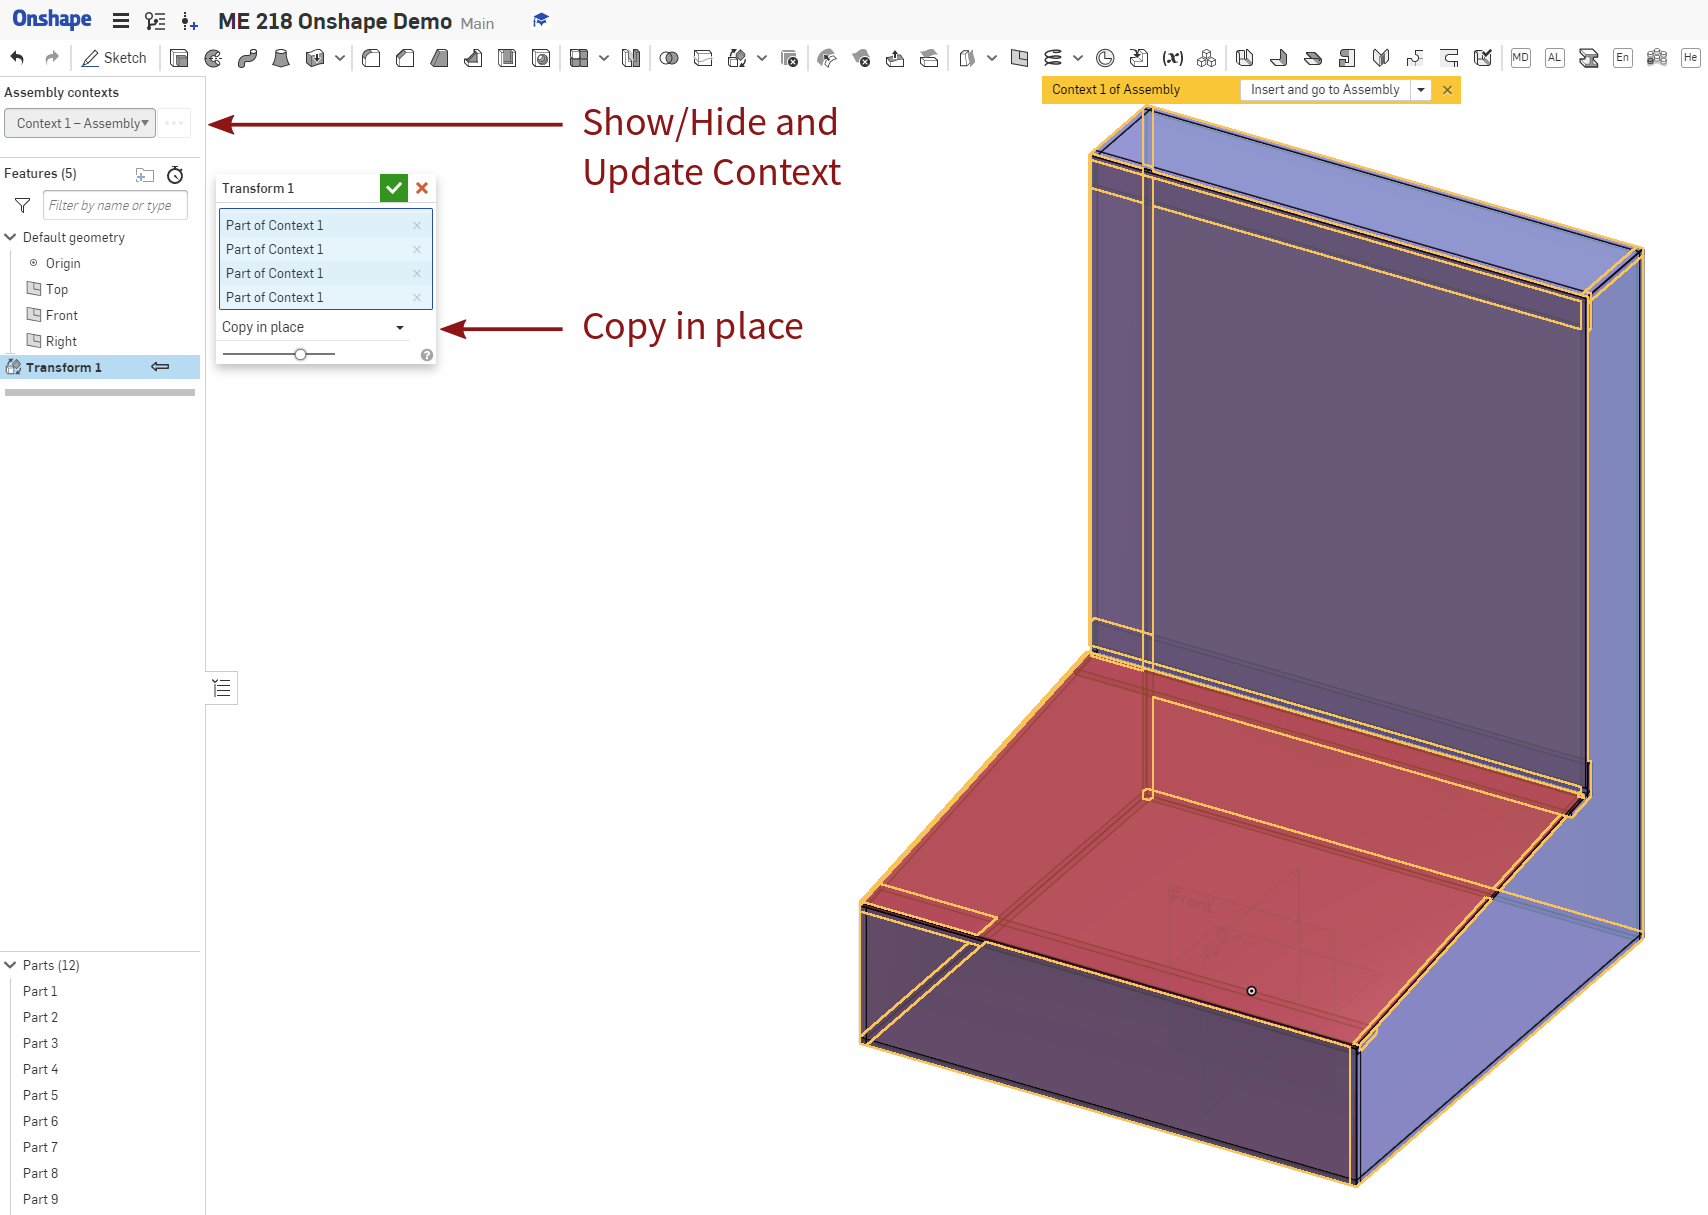 Onshape ME 218 Onshape Demo Main
Sketch (x) MD AL En He
Assembly contexts
Context 1 – Assembly
Features (5)
Filter by name or type
Default geometry
Origin
Top
Front
Right
Transform 1
Parts (12)
Part 1
Part 2
Part 3
Part 4
Part 5
Part 6
Part 7
Part 8
Part 9
Transform 1
Part of Context 1
Part of Context 1
Part of Context 1
Part of Context 1
Copy in place
Show/Hide and
Update Context
Copy in place
Context 1 of Assembly Insert and go to Assembly
Front